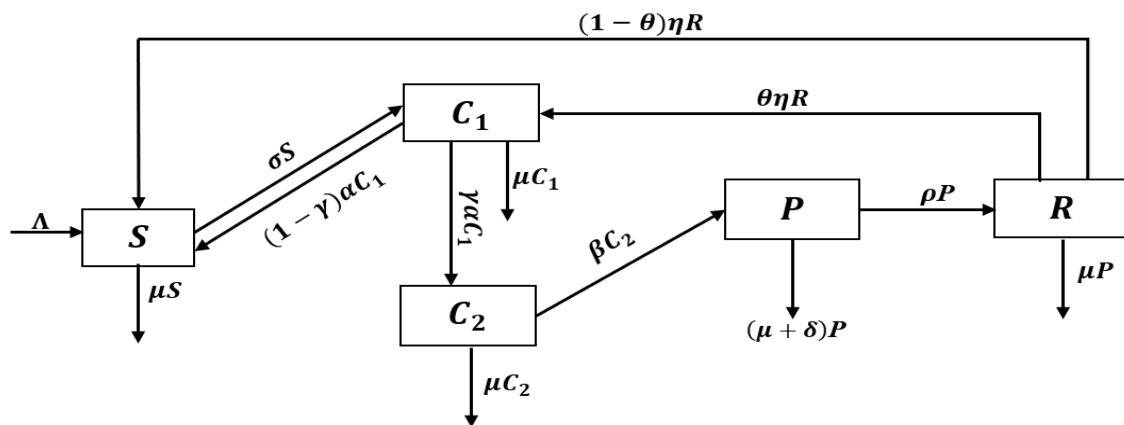 (1 − θ)ηR
C₁
θηR
σS
(1 − γ)αC₁
μC₁
γαC₁
Λ
S
P
ρP
R
βC₂
μS
μP
C₂
(μ + δ)P
μC₂